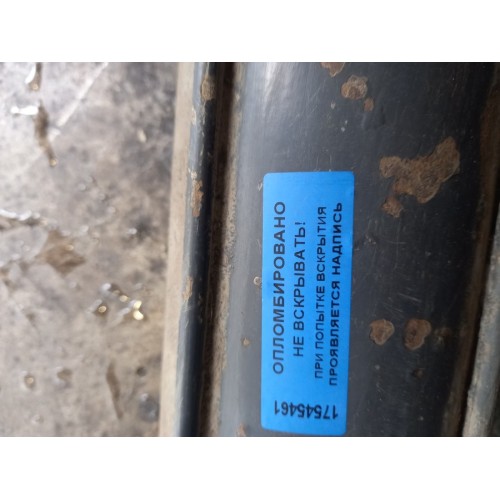 ОПЛОМБИРОВАНО
НЕ ВСКРЫВАТЬ!
ПРИ ПОПЫТКЕ ВСКРЫТИЯ
ПРОЯВЛЯЕТСЯ НАДПИСЬ
17545461